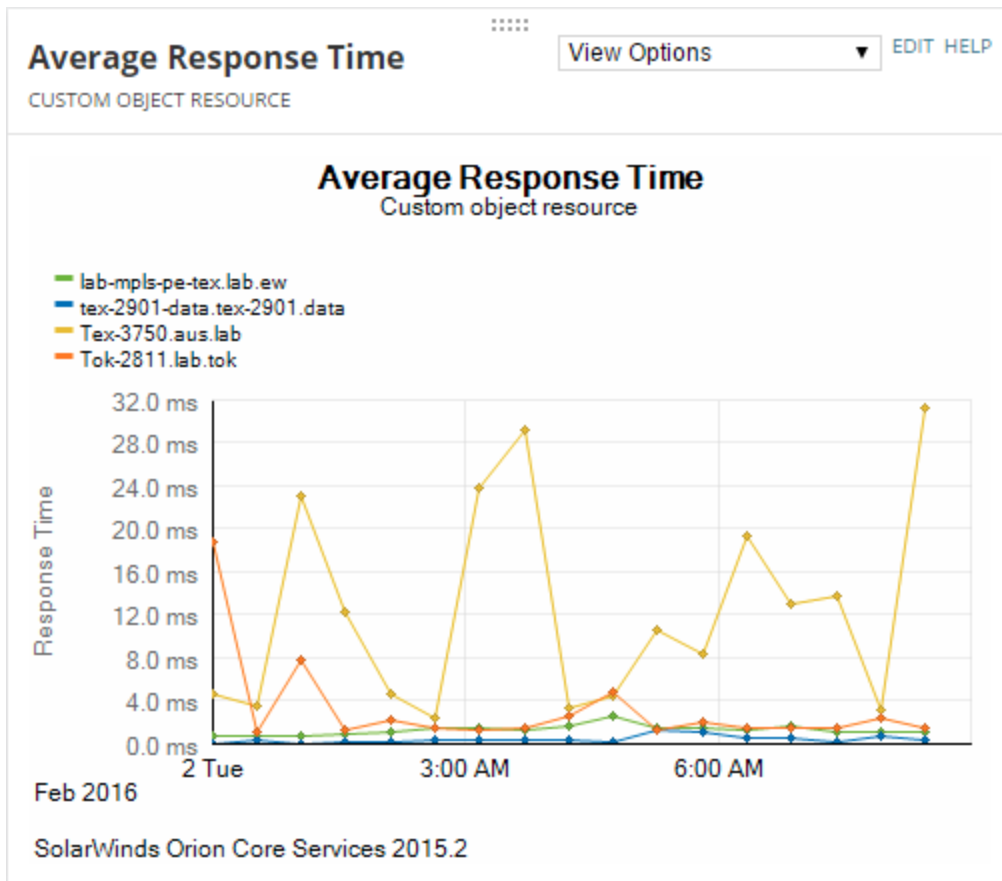 Average Response Time
View Options
EDIT HELP
CUSTOM OBJECT RESOURCE
Average Response Time
Custom object resource
lab-mpls-pe-tex.lab.ew
tex-2901-data.tex-2901.data
Tex-3750.aus.lab
Tok-2811.lab.tok
Response Time
32.0 ms
28.0 ms
24.0 ms
20.0 ms
16.0 ms
12.0 ms
8.0 ms
4.0 ms
0.0 ms
2 Tue
3:00 AM
6:00 AM
Feb 2016
SolarWinds Orion Core Services 2015.2